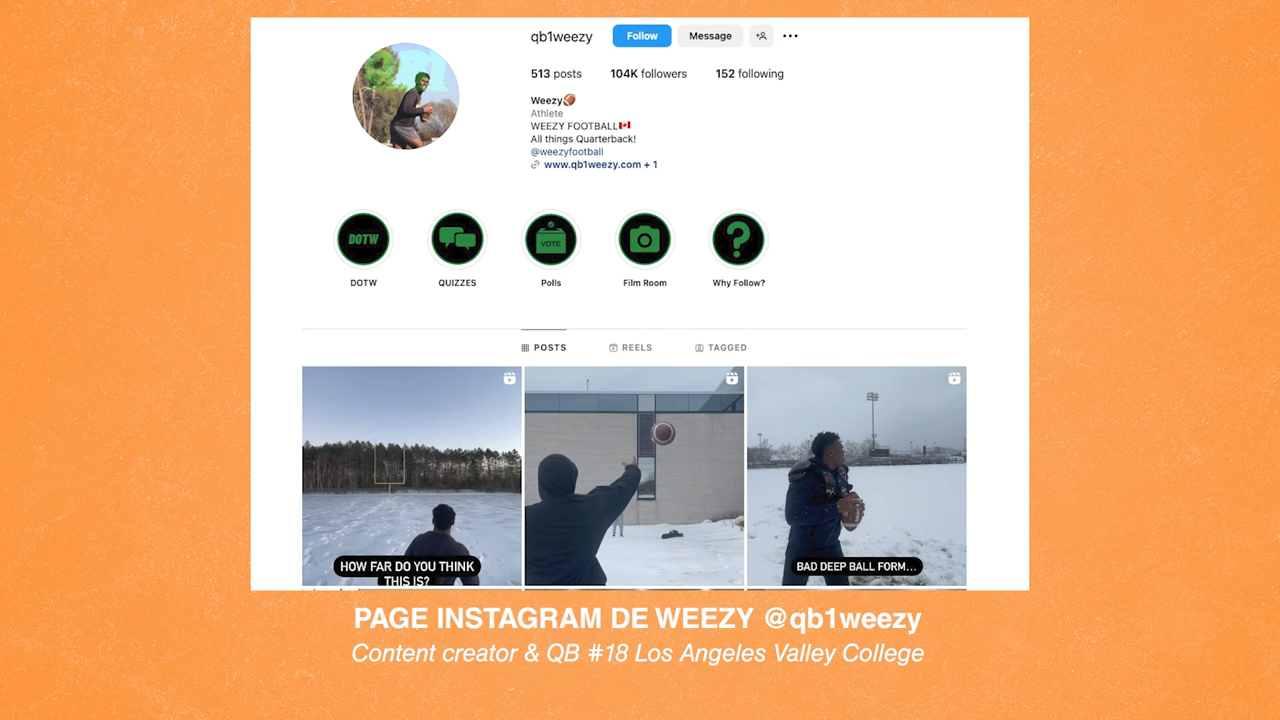 qb1weezy Follow Message
513 posts 104K followers 152 following
Weezy🏈
Athlete
WEEZY FOOTBALL🇨🇦
All things Quarterback!
@weezyfootball
www.qb1weezy.com + 1
DOTW
VOTE
DOTW QUIZZES Polls Film Room Why Follow?
POSTS REELS TAGGED
HOW FAR DO YOU THINK
THIS IS?
BAD DEEP BALL FORM...
PAGE INSTAGRAM DE WEEZY @qb1weezy
Content creator & QB #18 Los Angeles Valley College